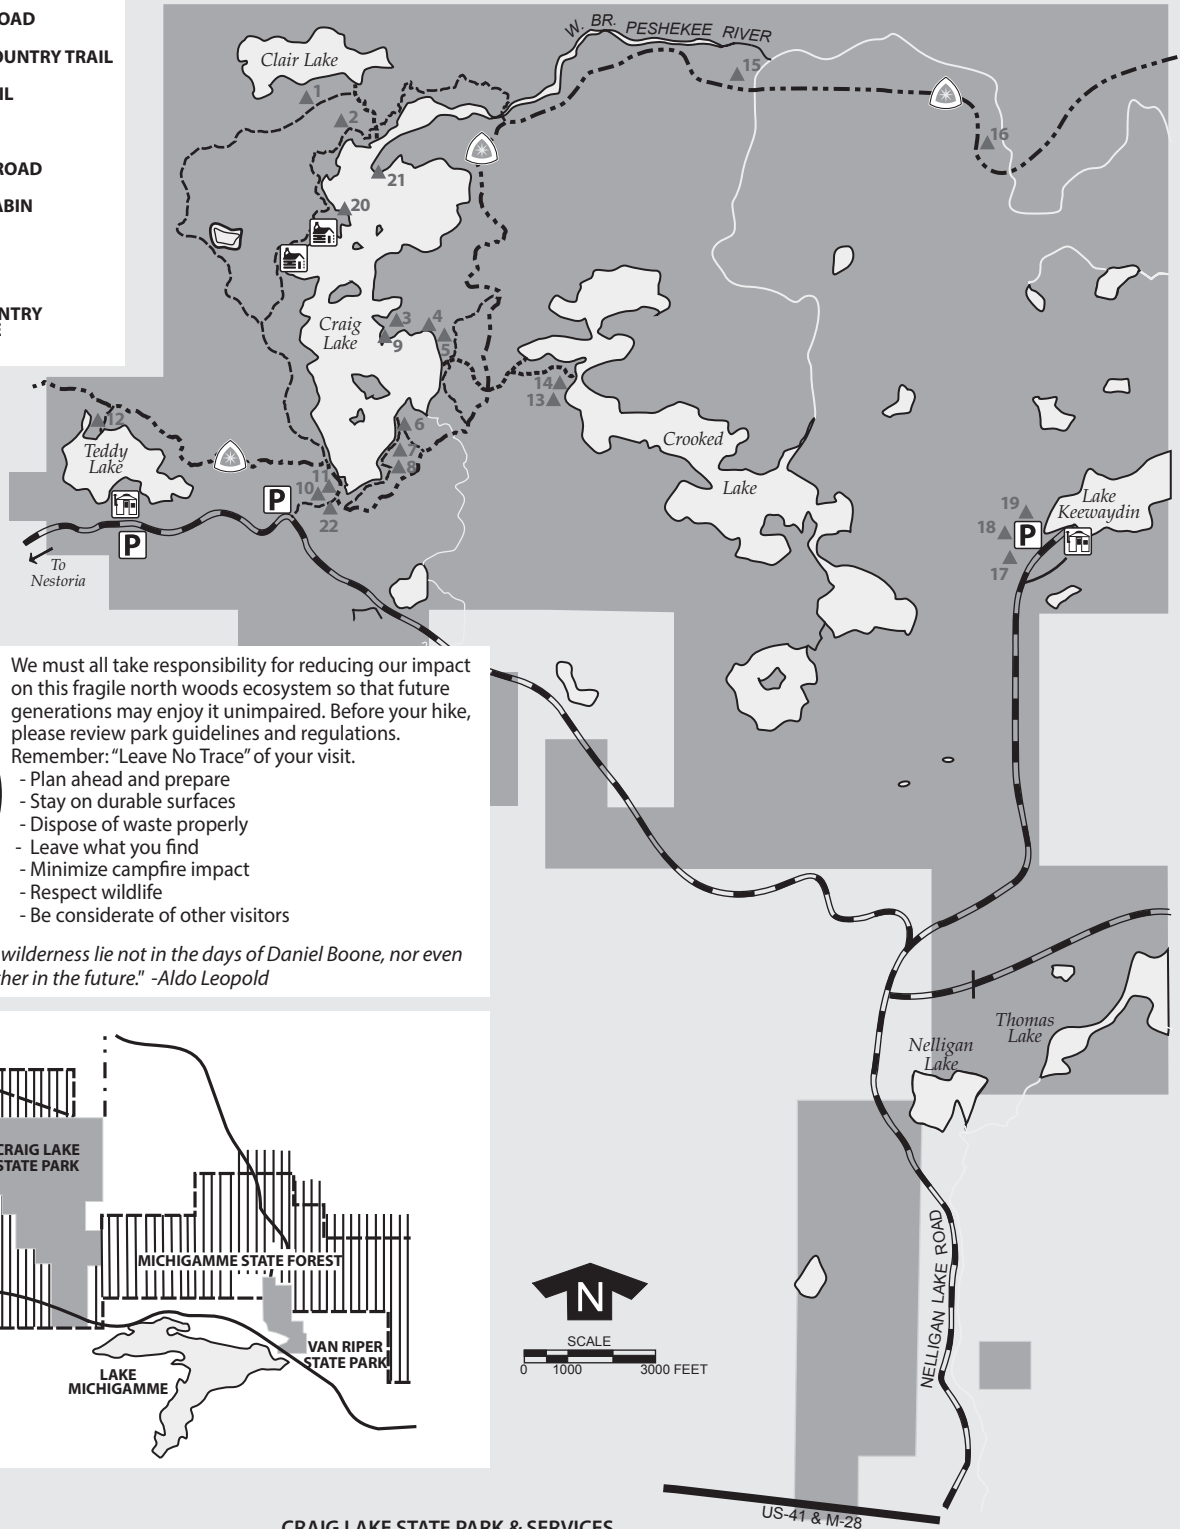 OAD
OUNTRY TRAIL
IL
ROAD
ABIN
NTRY
W. BR. PESHEKEE RIVER
Clair Lake
1
2
15
16
21
20
Craig
Lake
3
4
9
5
14
13
12
Teddy
Lake
6
7
8
11
10
22
P
P
To
Nestoria
Crooked
Lake
Lake
Keewaydin
19
18
P
17
We must all take responsibility for reducing our impact
on this fragile north woods ecosystem so that future
generations may enjoy it unimpaired. Before your hike,
please review park guidelines and regulations.
Remember: “Leave No Trace” of your visit.
- Plan ahead and prepare
- Stay on durable surfaces
- Dispose of waste properly
- Leave what you find
- Minimize campfire impact
- Respect wildlife
- Be considerate of other visitors
wilderness lie not in the days of Daniel Boone, nor even
her in the future." -Aldo Leopold
Thomas
Lake
Nelligan
Lake
CRAIG LAKE
STATE PARK
MICHIGAMME STATE FOREST
VAN RIPER
STATE PARK
LAKE
MICHIGAMME
N
SCALE
0 1000 3000 FEET
NELLIGAN LAKE ROAD
US-41 & M-28
CRAIG LAKE STATE PARK & SERVICES